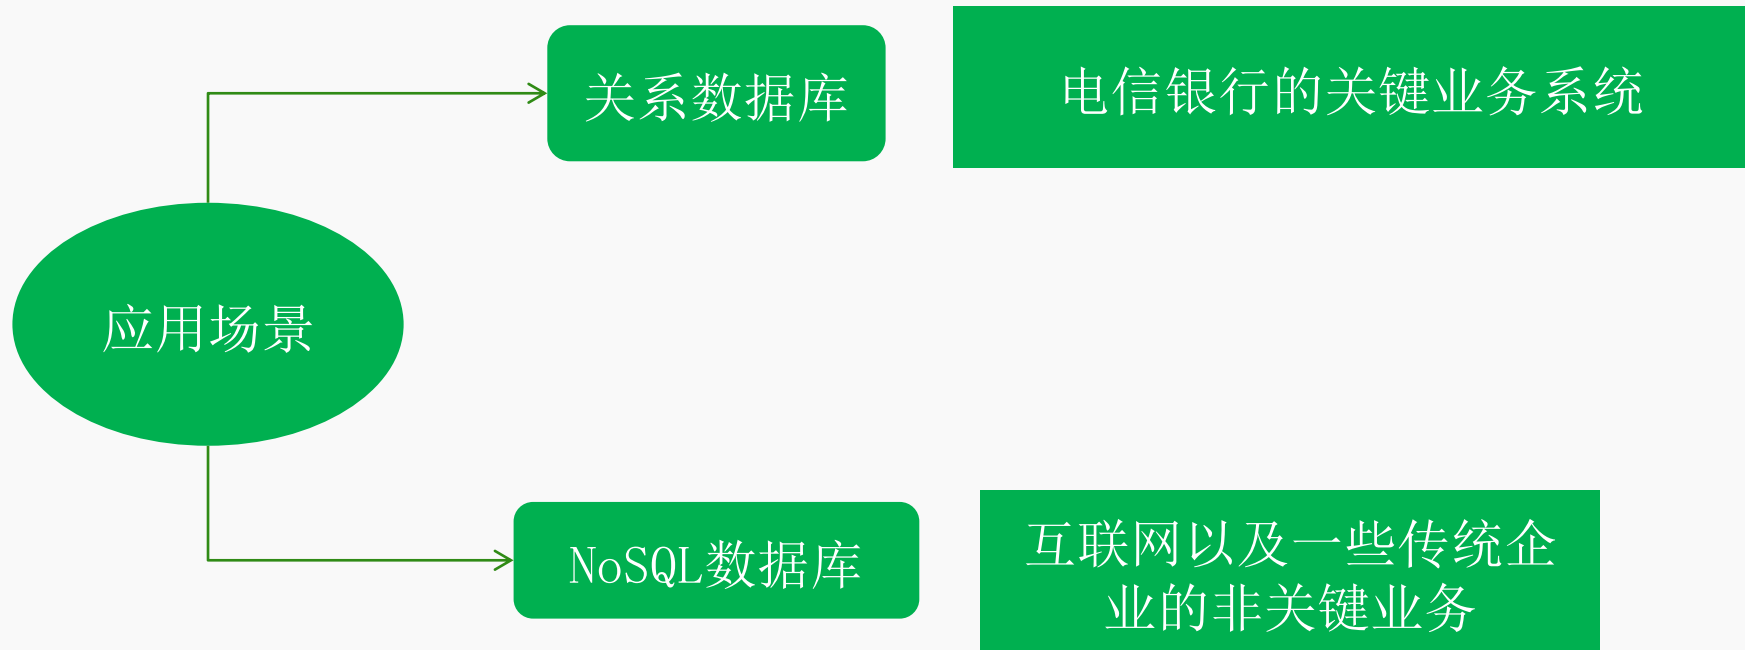 关系数据库
电信银行的关键业务系统
应用场景
NoSQL数据库
互联网以及一些传统企
业的非关键业务